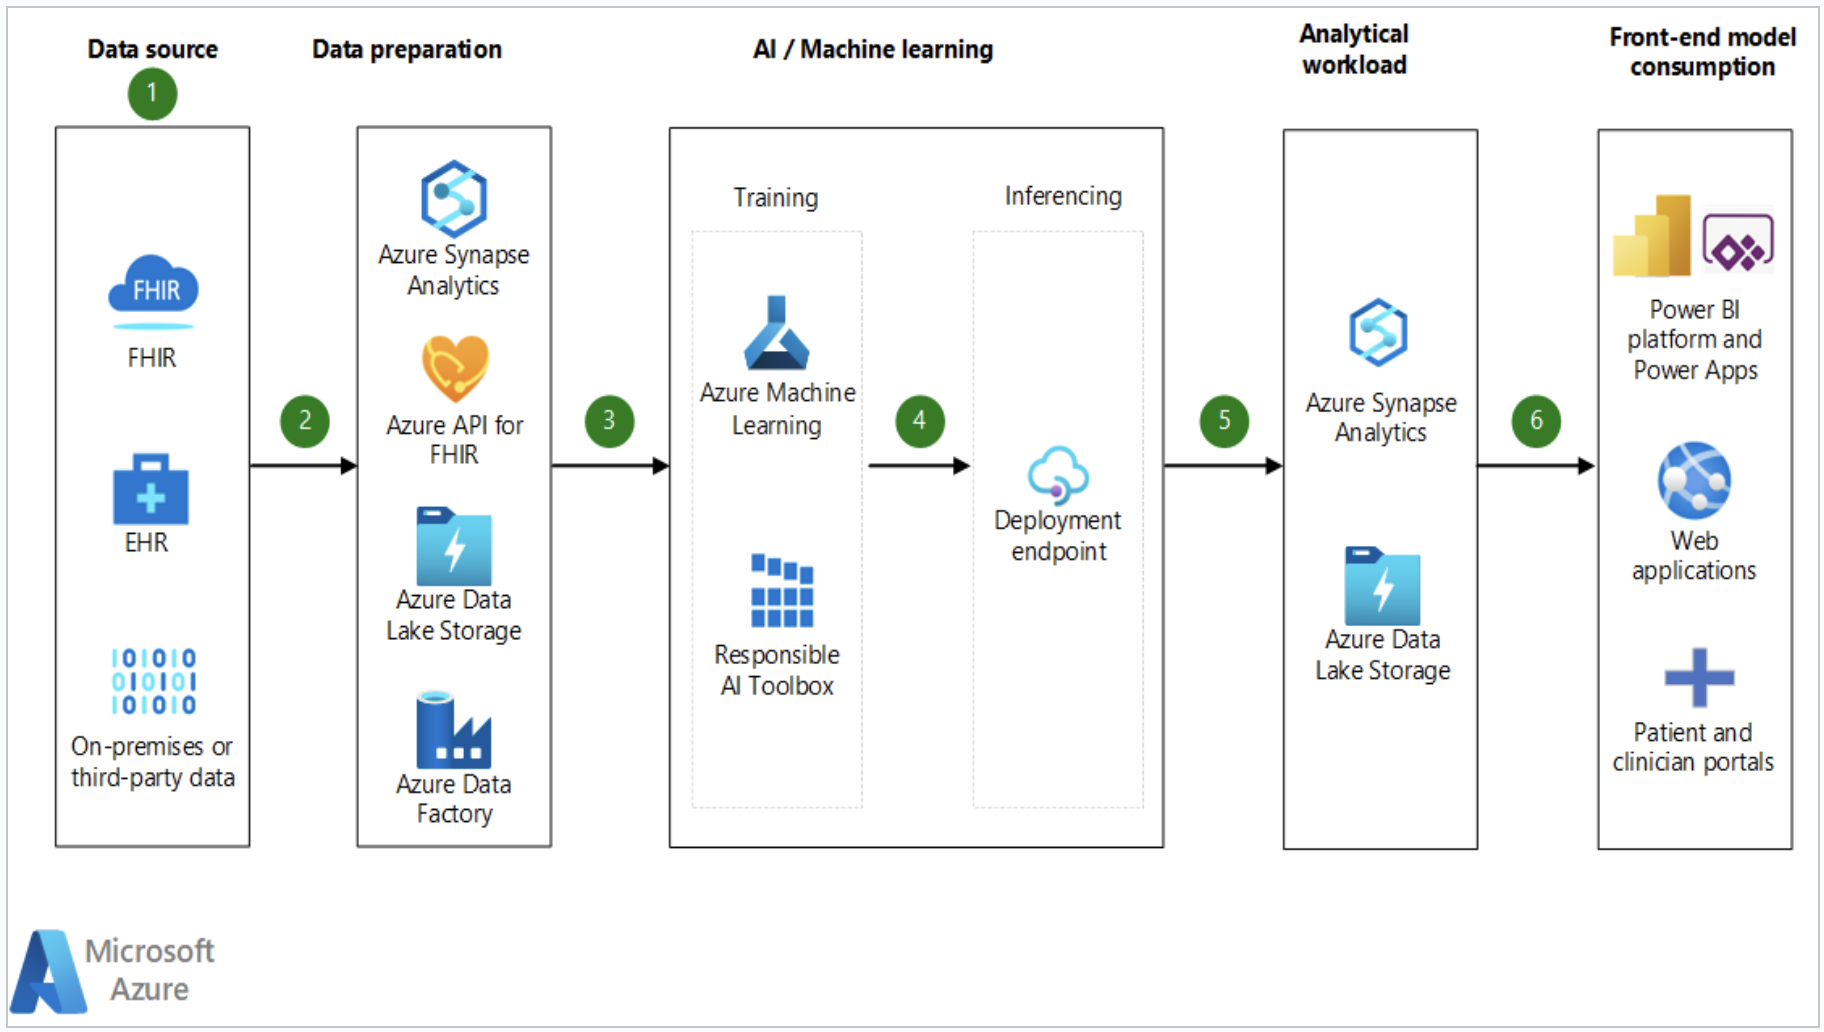 Data source
1
FHIR
FHIR
EHR
IOIOIO
OIOIOI
IOIOIO
On-premises or
third-party data
2
Data preparation
Azure Synapse
Analytics
Azure API for
FHIR
Azure Data
Lake Storage
Azure Data
Factory
3
AI / Machine learning
Training
Azure Machine
Learning
Responsible
AI Toolbox
4
Inferencing
Deployment
endpoint
5
Analytical
workload
Azure Synapse
Analytics
Azure Data
Lake Storage
6
Front-end model
consumption
Power BI
platform and
Power Apps
Web
applications
Patient and
clinician portals
Microsoft
Azure